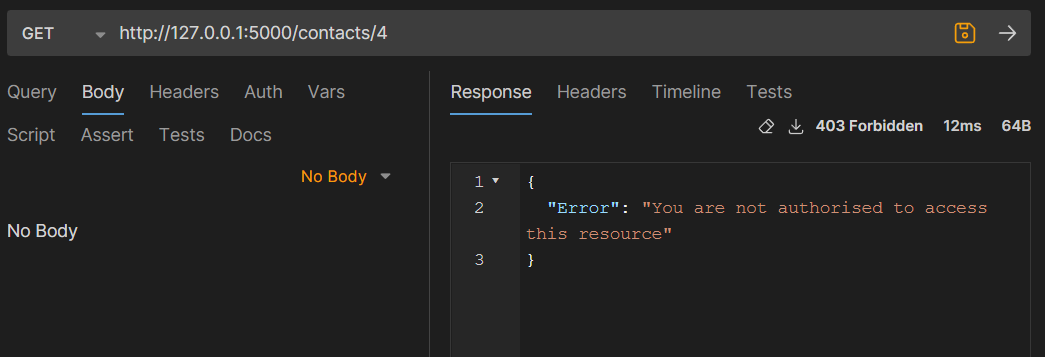 GET http://127.0.0.1:5000/contacts/4
Query Body Headers Auth Vars
Script Assert Tests Docs
No Body
No Body
Response Headers Timeline Tests
403 Forbidden 12ms 64B
1 {
2 "Error": "You are not authorised to access
this resource"
3 }